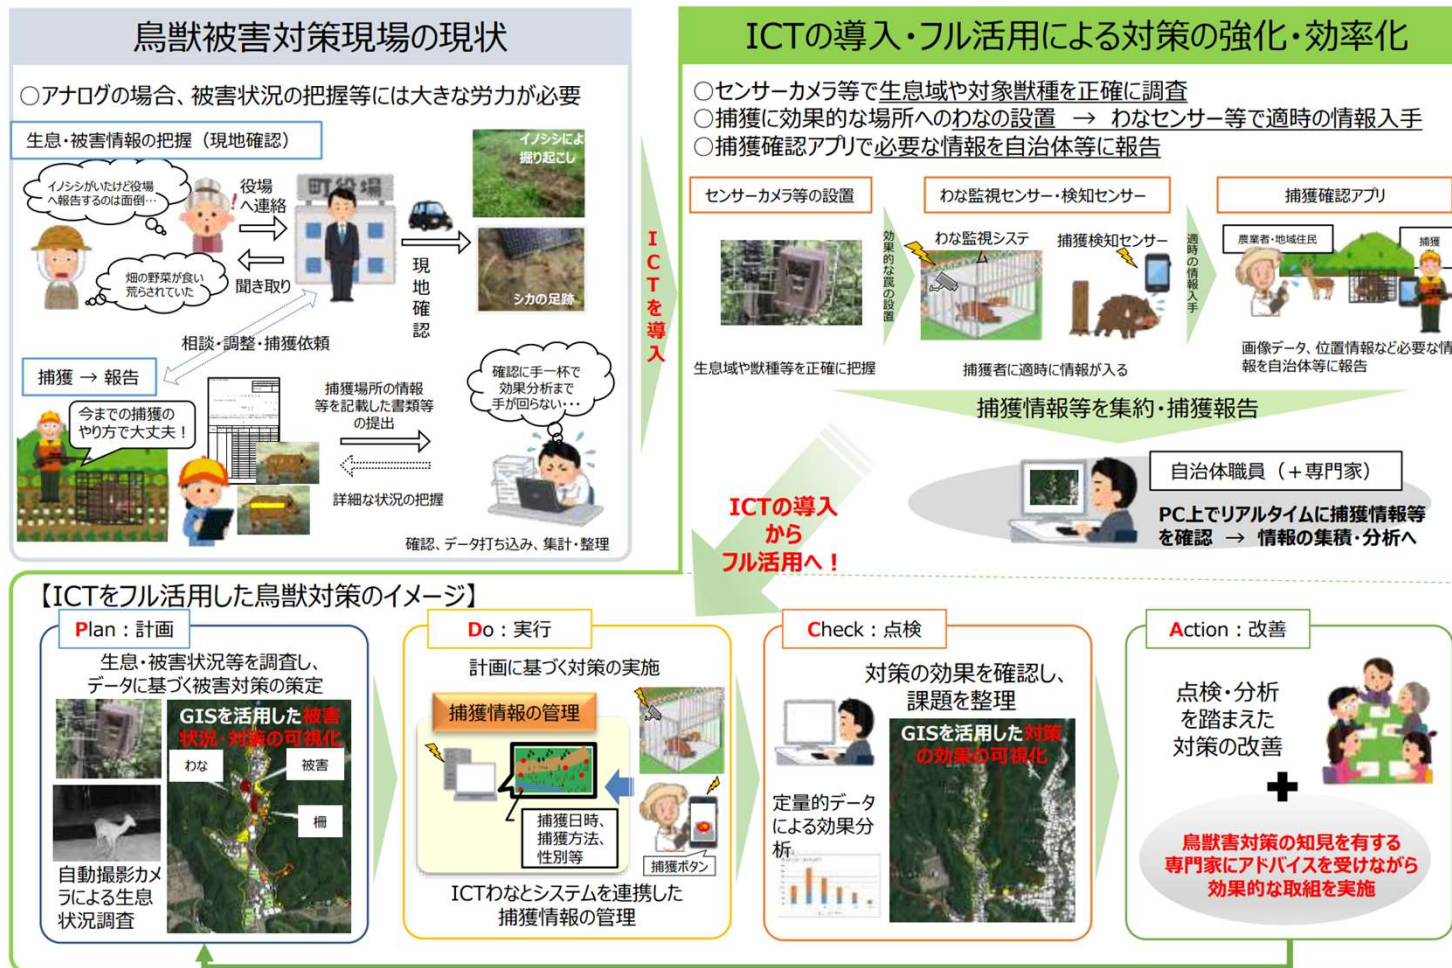 鳥獣被害対策現場の現状
○アナログの場合、被害状況の把握等には大きな労力が必要
生息・被害情報の把握（現地確認）
イノシシがいたけど役場
へ報告するのは面倒…
役場
へ連絡
町役場
イノシシによ
掘り起こし
畑の野菜が食い
荒らされていた
聞き取り
現地確認
シカの足跡
相談・調整・捕獲依頼
捕獲 → 報告
今までの捕獲の
やり方で大丈夫！
捕獲場所の情報
等を記載した書類等
の提出
詳細な状況の把握
確認に手一杯で
効果分析まで
手が回らない・・・
確認、データ打ち込み、集計・整理
ICTを導入
ICTの導入・フル活用による対策の強化・効率化
○センサーカメラ等で生息域や対象獣種を正確に調査
○捕獲に効果的な場所へのわなの設置 → わなセンサー等で適時の情報入手
○捕獲確認アプリで必要な情報を自治体等に報告
センサーカメラ等の設置
生息域や獣種等を正確に把握
効果的な罠の設置
わな監視センサー・検知センサー
わな監視システ
ム
捕獲検知センサー
捕獲者に適時に情報が入る
適時の情報入手
捕獲確認アプリ
農業者・地域住民
捕獲
画像データ、位置情報など必要な情
報を自治体等に報告
捕獲情報等を集約・捕獲報告
自治体職員（＋専門家）
PC上でリアルタイムに捕獲情報等
を確認 → 情報の集積・分析へ
ICTの導入
から
フル活用へ！
【ICTをフル活用した鳥獣対策のイメージ】
Plan：計画
生息・被害状況等を調査し、
データに基づく被害対策の策定
GISを活用した被害
状況・対策の可視化
わな
被害
柵
自動撮影カメ
ラによる生息
状況調査
Do：実行
計画に基づく対策の実施
捕獲情報の管理
捕獲日時、
捕獲方法、
性別等
捕獲ボタン
ICTわなとシステムを連携した
捕獲情報の管理
Check：点検
対策の効果を確認し、
課題を整理
GISを活用した対策
の効果の可視化
定量的データ
による効果分
析
Action：改善
点検・分析
を踏まえた
対策の改善
鳥獣害対策の知見を有する
専門家にアドバイスを受けながら
効果的な取組を実施